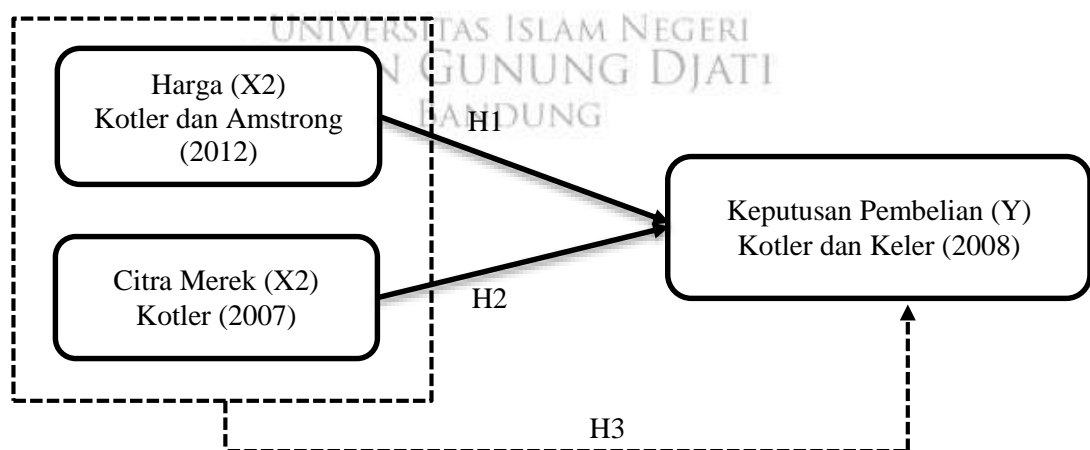 UNIVERSITAS ISLAM NEGERI
GUNUNG DJATI
BANDUNG
Harga (X2)
Kotler dan Amstrong
(2012)
H1
Keputusan Pembelian (Y)
Kotler dan Keler (2008)
Citra Merek (X2)
Kotler (2007)
H2
H3